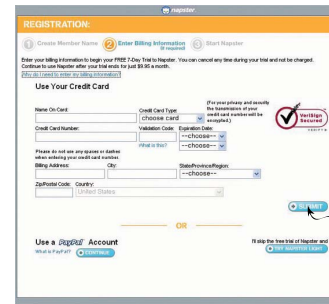 napster
REGISTRATION:
1 Create Member Name 2 Enter Billing Information (If required) 3 Start Napster
Enter your billing information to begin your FREE 7-Day Trial to Napster. You can cancel any time during your trial and not be charged.
Continue to use Napster after your trial ends for just $9.95 a month.
Why do I need to enter my billing information?
Use Your Credit Card
(For your privacy and security the transmission of your credit card number will be encrypted.)
Name On Card: Credit Card Type:
choose card
VeriSign Secured
VERIFY
Credit Card Number: Validation Code: Expiration Date:
What is this? --choose--
--choose--
Please do not use any spaces or dashes
when entering your credit card number.
Billing Address: City: State/Province/Region:
--choose--
Zip/Postal Code: Country:
United States
SUBMIT
OR
Use a PayPal Account
What is PayPal? CONTINUE
I'll skip the free trial of Napster and
TRY NAPSTER LIGHT